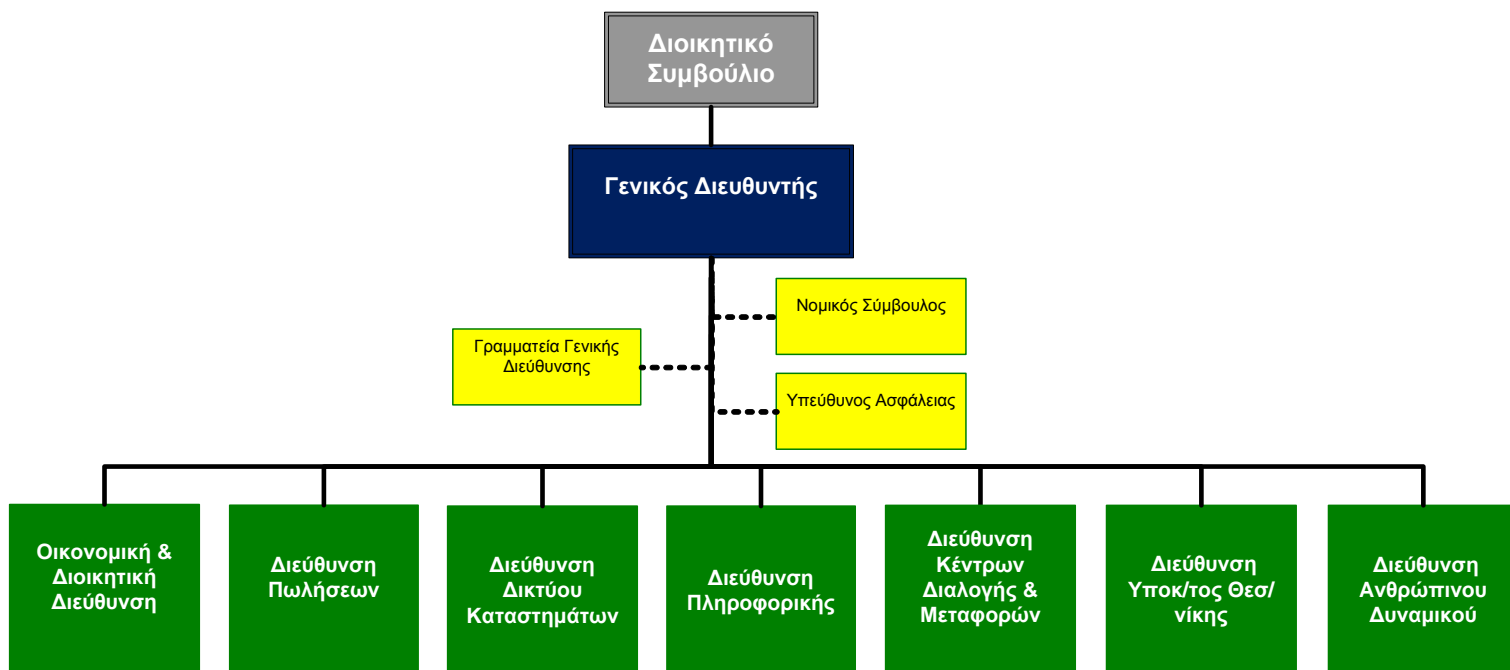 Διοικητικό
Συμβούλιο
Γενικός Διευθυντής
Νομικός Σύμβουλος
Γραμματεία Γενικής
Διεύθυνσης
Υπεύθυνος Ασφάλειας
Οικονομική &
Διοικητική
Διεύθυνση
Διεύθυνση
Πωλήσεων
Διεύθυνση
Δικτύου
Καταστημάτων
Διεύθυνση
Πληροφορικής
Διεύθυνση
Κέντρων
Διαλογής &
Μεταφορών
Διεύθυνση
Υποκ/τος Θεσ/
νίκης
Διεύθυνση
Ανθρώπινου
Δυναμικού